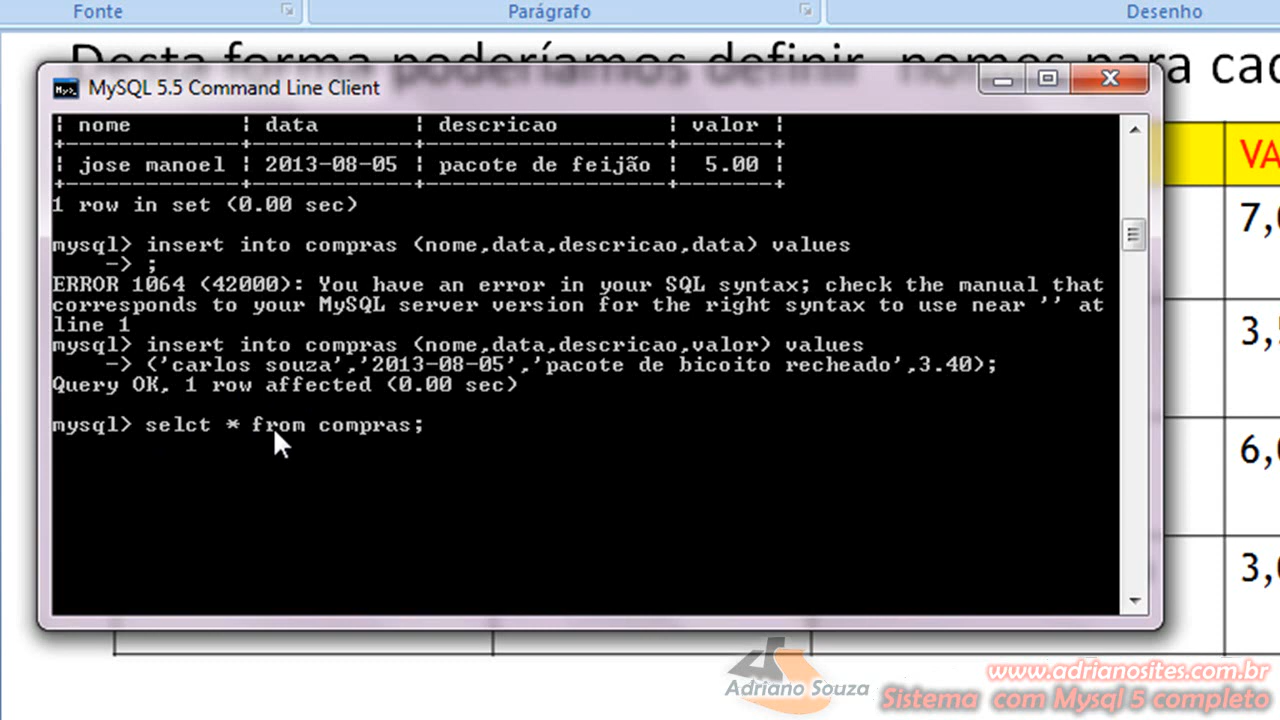 Fonte
Parágrafo
Desenho
Desta forma poderíamos definir nomes para cad
MySQL 5.5 Command Line Client
VA
| nome | data | descricao | valor |
| jose manoel | 2013-08-05 | pacote de feijão | 5.00 |
1 row in set (0.00 sec)
7,0
mysql> insert into compras (nome,data,descricao,data) values
-> ;
ERROR 1064 (42000): You have an error in your SQL syntax; check the manual that
corresponds to your MySQL server version for the right syntax to use near '' at
line 1
3,5
mysql> insert into compras (nome,data,descricao,valor) values
-> ('carlos souza','2013-08-05','pacote de bicoito recheado',3.40);
Query OK, 1 row affected (0.00 sec)
mysql> selct * from compras;
6,0
3,0
Adriano Souza
www.adrianosites.com.br
Sistema com Mysql 5 completo